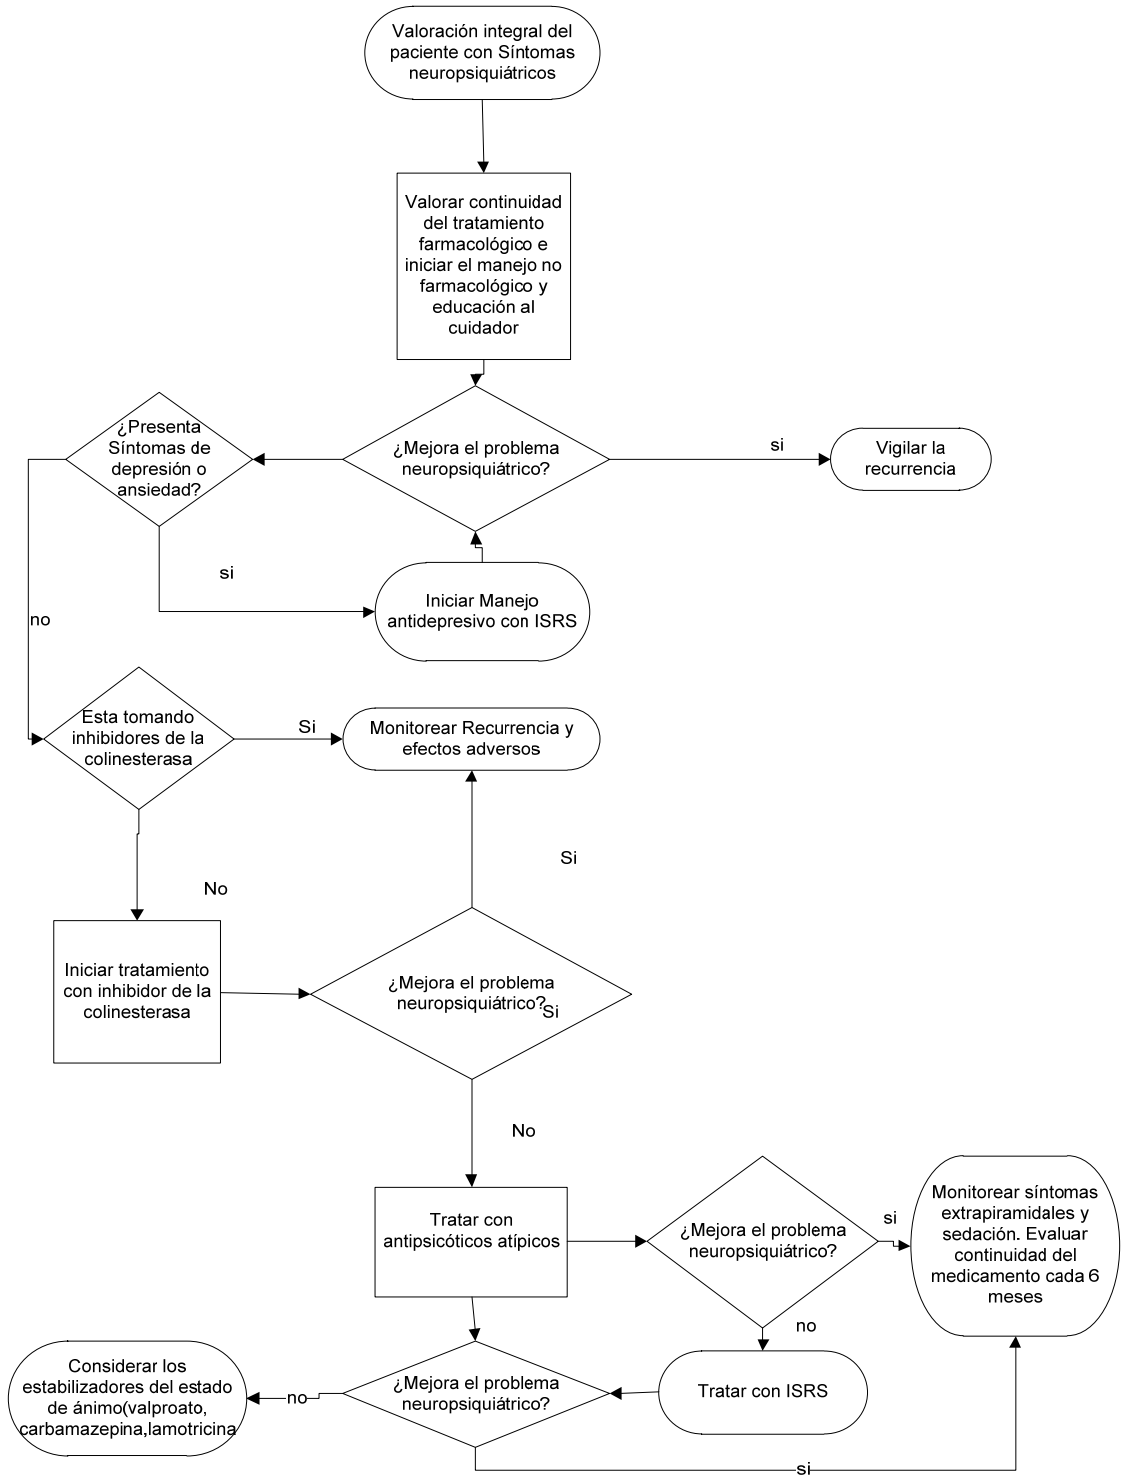 Valoración integral del
paciente con Síntomas
neuropsiquiátricos
Valorar continuidad
del tratamiento
farmacológico e
iniciar el manejo no
farmacológico y
educación al
cuidador
¿Mejora el problema
neuropsiquiátrico?
si
Vigilar la
recurrencia
¿Presenta
Síntomas de
depresión o
ansiedad?
si
Iniciar Manejo
antidepresivo con ISRS
no
Esta tomando
inhibidores de la
colinesterasa
Si
Monitorear Recurrencia y
efectos adversos
Si
No
Iniciar tratamiento
con inhibidor de la
colinesterasa
¿Mejora el problema
neuropsiquiátrico?
Si
No
Tratar con
antipsicóticos atípicos
¿Mejora el problema
neuropsiquiátrico?
si
Monitorear síntomas
extrapiramidales y
sedación. Evaluar
continuidad del
medicamento cada 6
meses
no
Tratar con ISRS
¿Mejora el problema
neuropsiquiátrico?
no
Considerar los
estabilizadores del estado
de ánimo(valproato,
carbamazepina,lamotricina
si